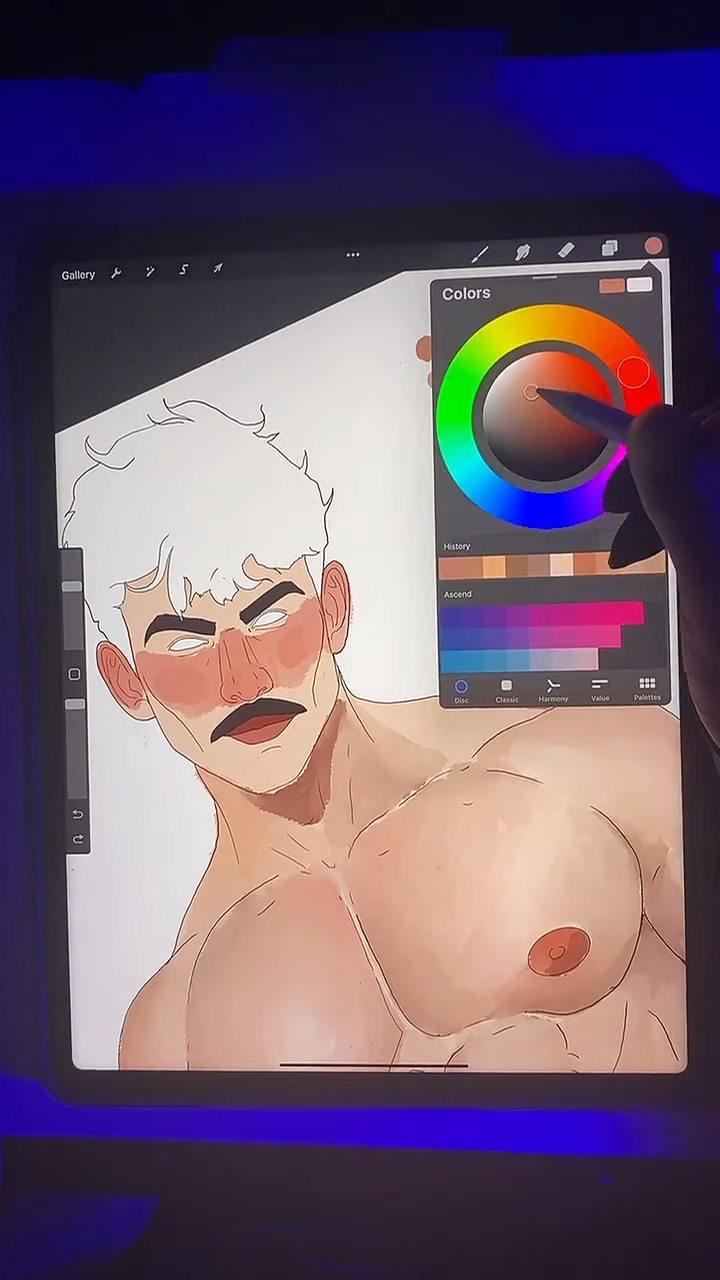 Gallery
Colors
History
Ascend
Disc
Classic
Harmony
Value
Palettes